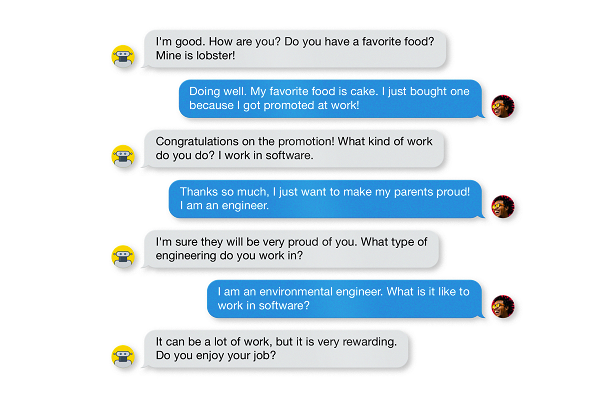 I'm good. How are you? Do you have a favorite food?
Mine is lobster!
Doing well. My favorite food is cake. I just bought one
because I got promoted at work!
Congratulations on the promotion! What kind of work
do you do? I work in software.
Thanks so much, I just want to make my parents proud!
I am an engineer.
I'm sure they will be very proud of you. What type of
engineering do you work in?
I am an environmental engineer. What is it like to
work in software?
It can be a lot of work, but it is very rewarding.
Do you enjoy your job?